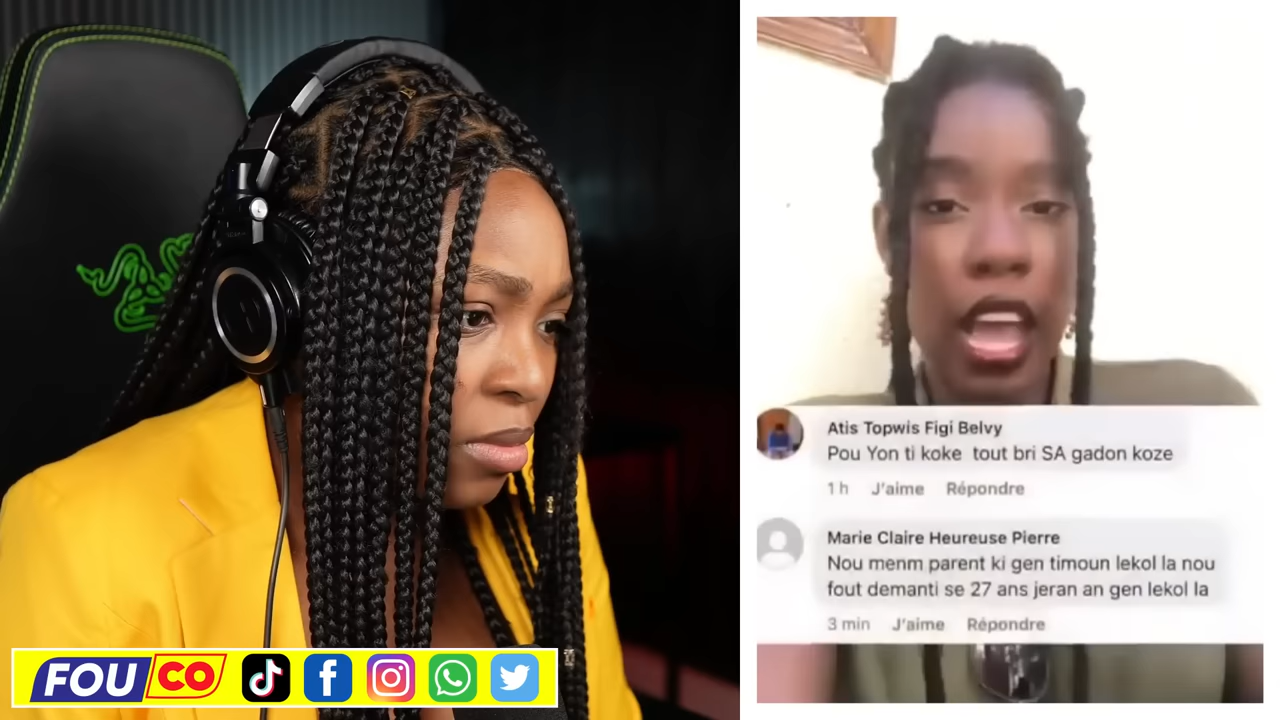 FOU CO
Atis Topwis Figi Belvy
Pou Yon ti koke tout bri SA gadon koze
1 h J'aime Répondre
Marie Claire Heureuse Pierre
Nou menm parent ki gen timoun lekol la nou
fout demanti se 27 ans jeran an gen lekol la
3 min J'aime Répondre